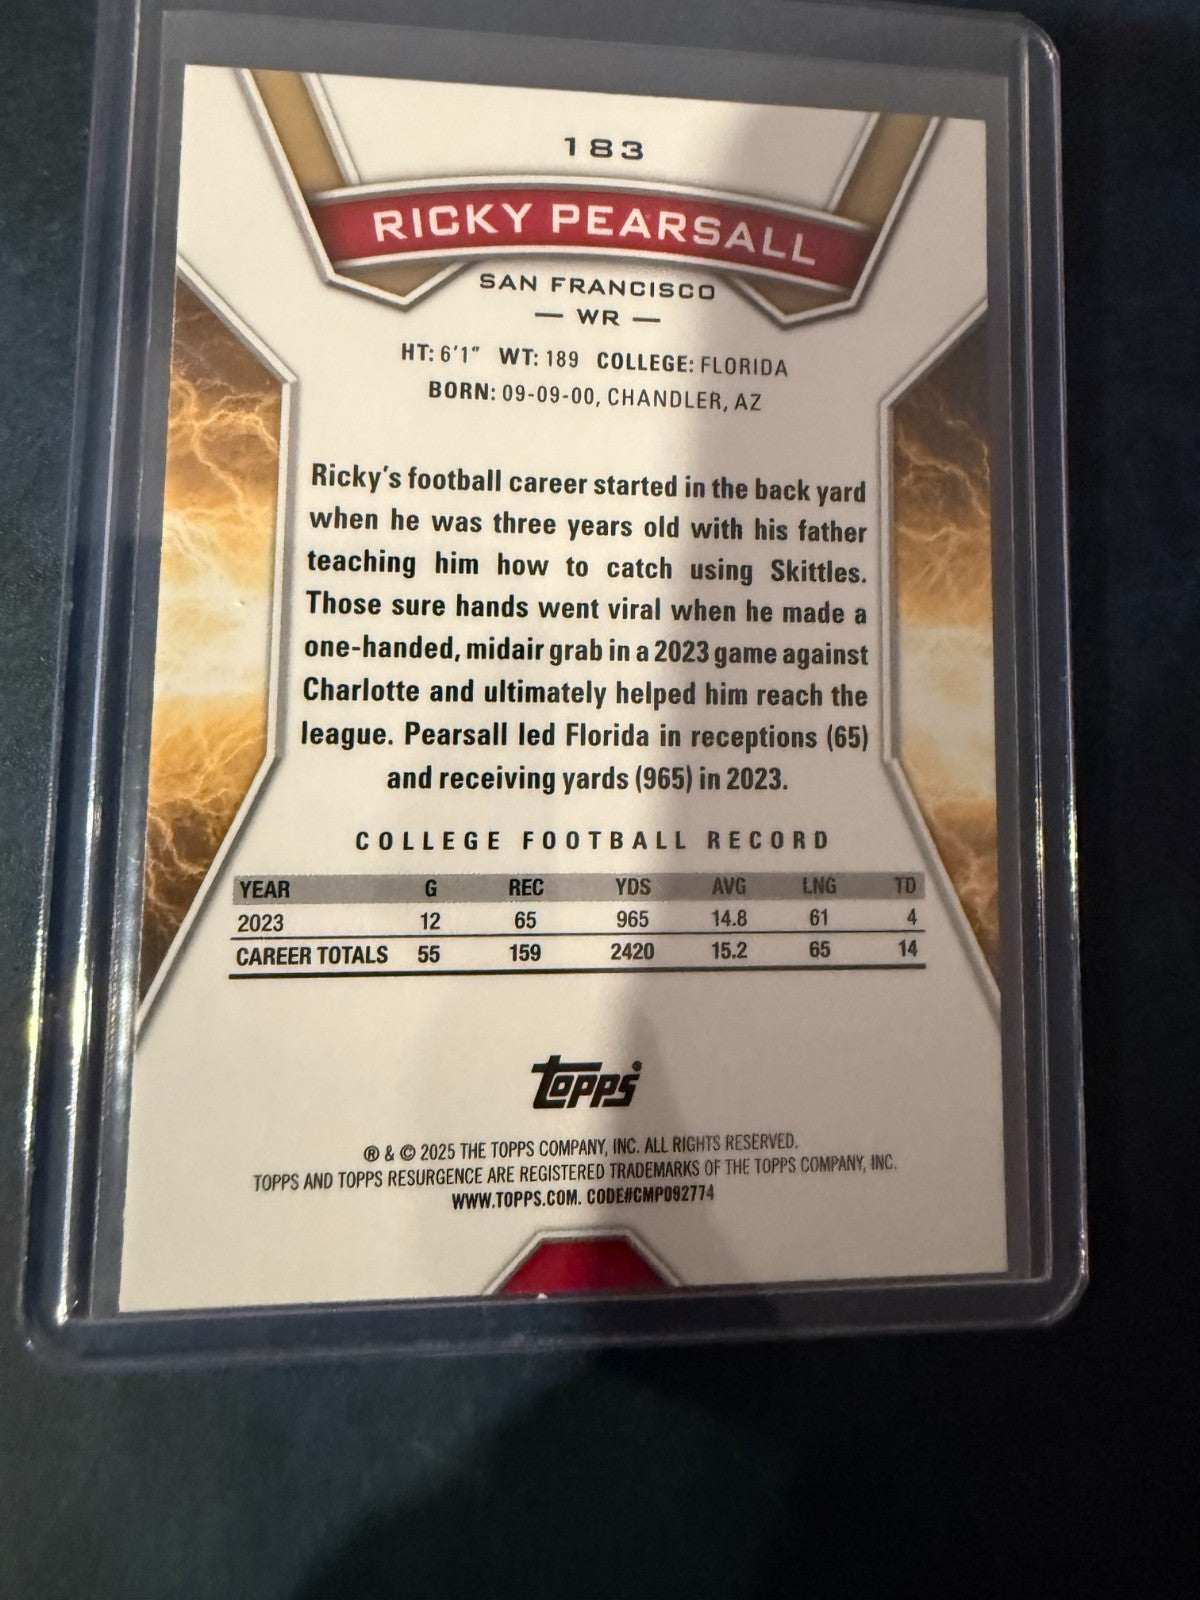 183
RICKY PEARSALL
SAN FRANCISCO
— WR —
HT: 6'1" WT: 189 COLLEGE: FLORIDA
BORN: 09-09-00, CHANDLER, AZ
Ricky's football career started in the back yard
when he was three years old with his father
teaching him how to catch using Skittles.
Those sure hands went viral when he made a
one-handed, midair grab in a 2023 game against
Charlotte and ultimately helped him reach the
league. Pearsall led Florida in receptions (65)
and receiving yards (965) in 2023.
COLLEGE FOOTBALL RECORD
YEAR G REC YDS AVG LNG TD
2023 12 65 965 14.8 61 4
CAREER TOTALS 55 159 2420 15.2 65 14
Topps
® & © 2025 THE TOPPS COMPANY, INC. ALL RIGHTS RESERVED.
TOPPS AND TOPPS RESURGENCE ARE REGISTERED TRADEMARKS OF THE TOPPS COMPANY, INC.
WWW.TOPPS.COM. CODE#CMP092774